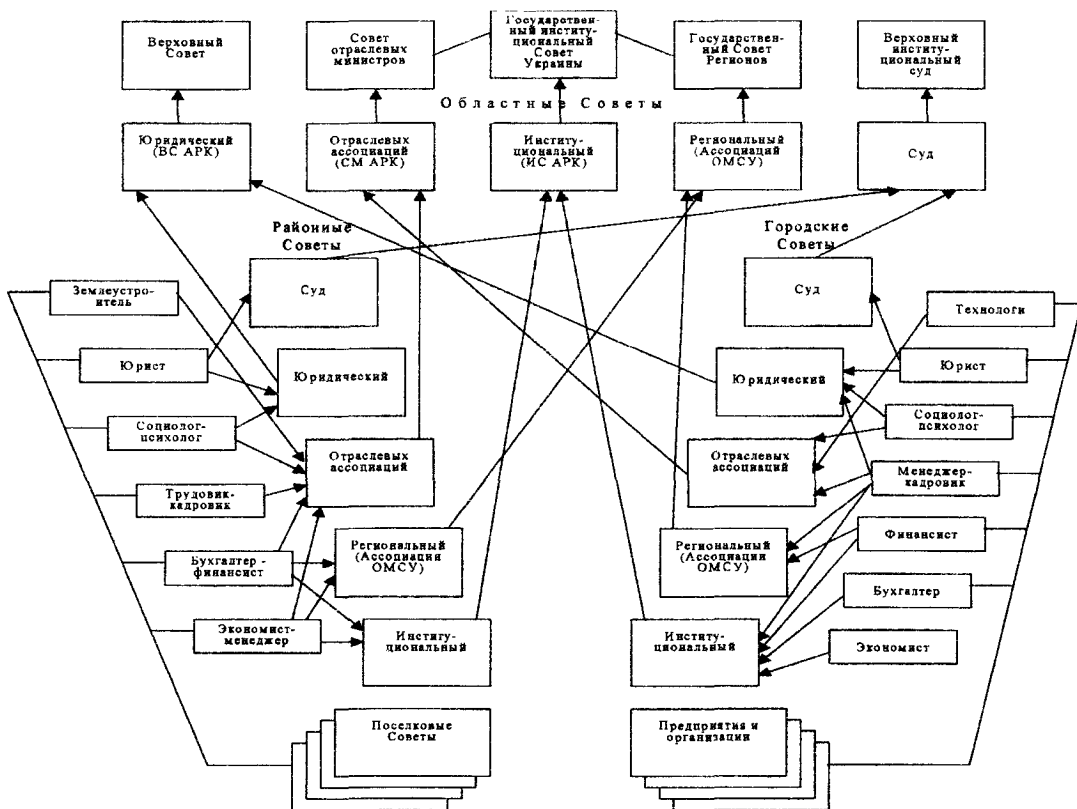 Верховный
Совет
Совет
отраслевых
министров
Государствен-
ный институ-
циональный
Совет
Украины
Государствен-
ный Совет
Регионов
Верховный
институ-
циональный
суд
Областные Советы
Юридический
(ВС АРК)
Отраслевых
ассоциаций
(СМ АРК)
Институ-
циональный
(ИС АРК)
Региональный
(Ассоциаций
ОМСУ)
Суд
Районные
Советы
Городские
Советы
Суд
Суд
Землеустро-
итель
Технологи
Юрист
Юридический
Юридический
Юрист
Социолог-
психолог
Социолог-
психолог
Отраслевых
ассоциаций
Отраслевых
ассоциаций
Менеджер-
кадровик
Трудовик-
кадровик
Региональный
(Ассоциации
ОМСУ)
Региональный
(Ассоциации
ОМСУ)
Финансист
Бухгалтер -
финансист
Бухгалтер
Экономист-
менеджер
Институ-
циональный
Институ-
циональный
Экономист
Поселковые
Советы
Предприятия и
организации